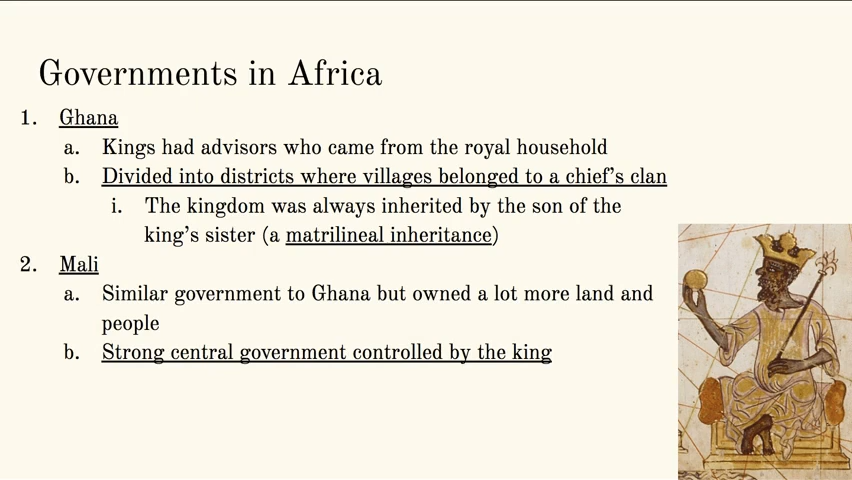 Governments in Africa
1. Ghana
a. Kings had advisors who came from the royal household
b. Divided into districts where villages belonged to a chief's clan
i. The kingdom was always inherited by the son of the
king's sister (a matrilineal inheritance)
2. Mali
a. Similar government to Ghana but owned a lot more land and
people
b. Strong central government controlled by the king